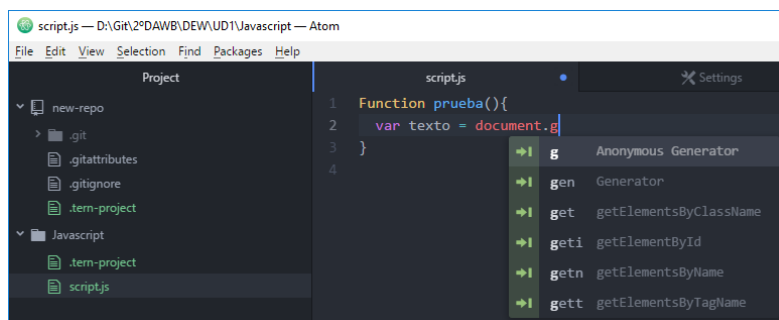 script.js — D:\Git\2ºDAWB\DEW\UD1\Javascript — Atom
File Edit View Selection Find Packages Help
Project
script.js
Settings
new-repo
.git
.gitattributes
.gitignore
.tern-project
Javascript
.tern-project
script.js
1 Function prueba(){
2 var texto = document.g
3 }
4
g Anonymous Generator
gen Generator
get getElementsByClassName
geti getElementById
getn getElementsByName
gett getElementsByTagName